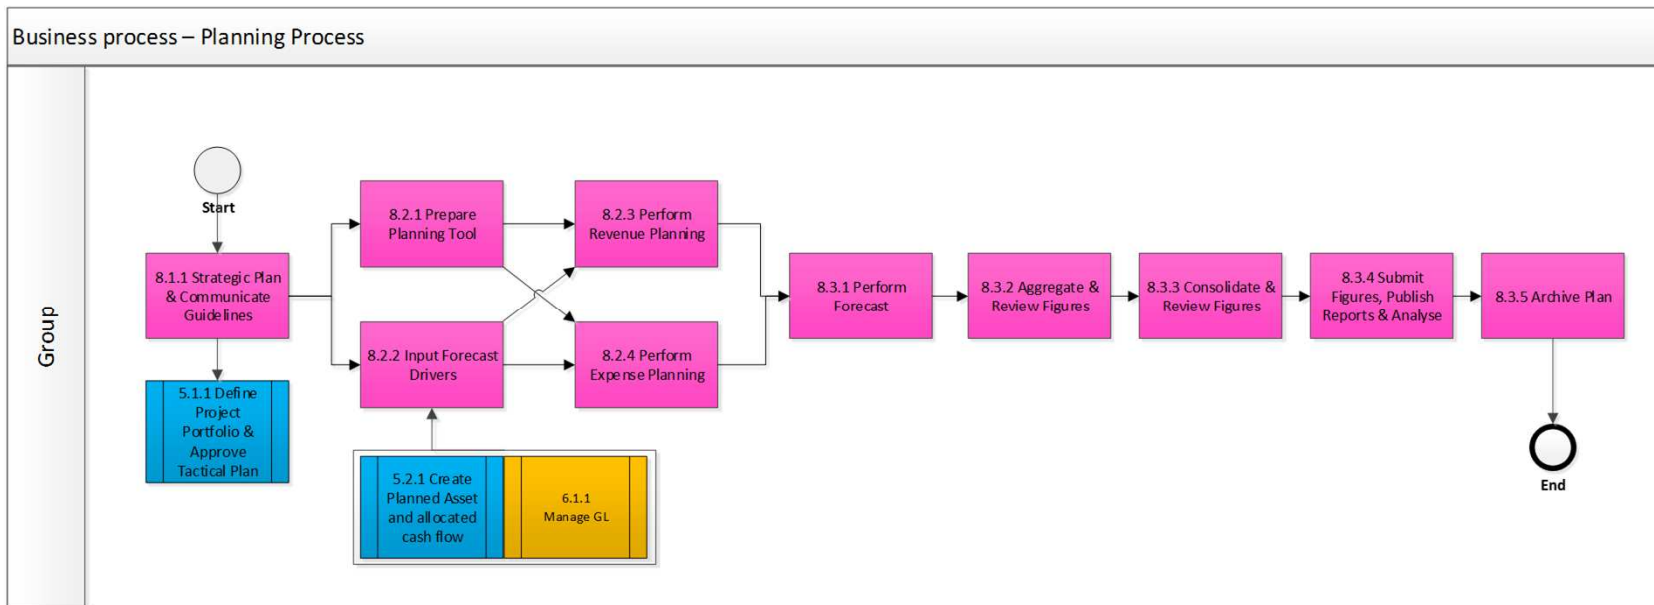 Business process – Planning Process
Group
Start
8.1.1 Strategic Plan
& Communicate
Guidelines
5.1.1 Define
Project
Portfolio &
Approve
Tactical Plan
8.2.1 Prepare
Planning Tool
8.2.2 Input Forecast
Drivers
5.2.1 Create
Planned Asset
and allocated
cash flow
6.1.1
Manage GL
8.2.3 Perform
Revenue Planning
8.2.4 Perform
Expense Planning
8.3.1 Perform
Forecast
8.3.2 Aggregate &
Review Figures
8.3.3 Consolidate &
Review Figures
8.3.4 Submit
Figures, Publish
Reports & Analyse
8.3.5 Archive Plan
End